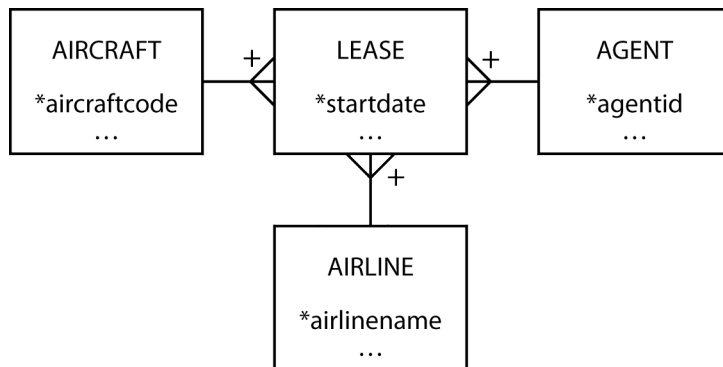 AIRCRAFT
*aircraftcode
...
+
LEASE
*startdate
...
+
AGENT
*agentid
...
+
AIRLINE
*airlinename
...